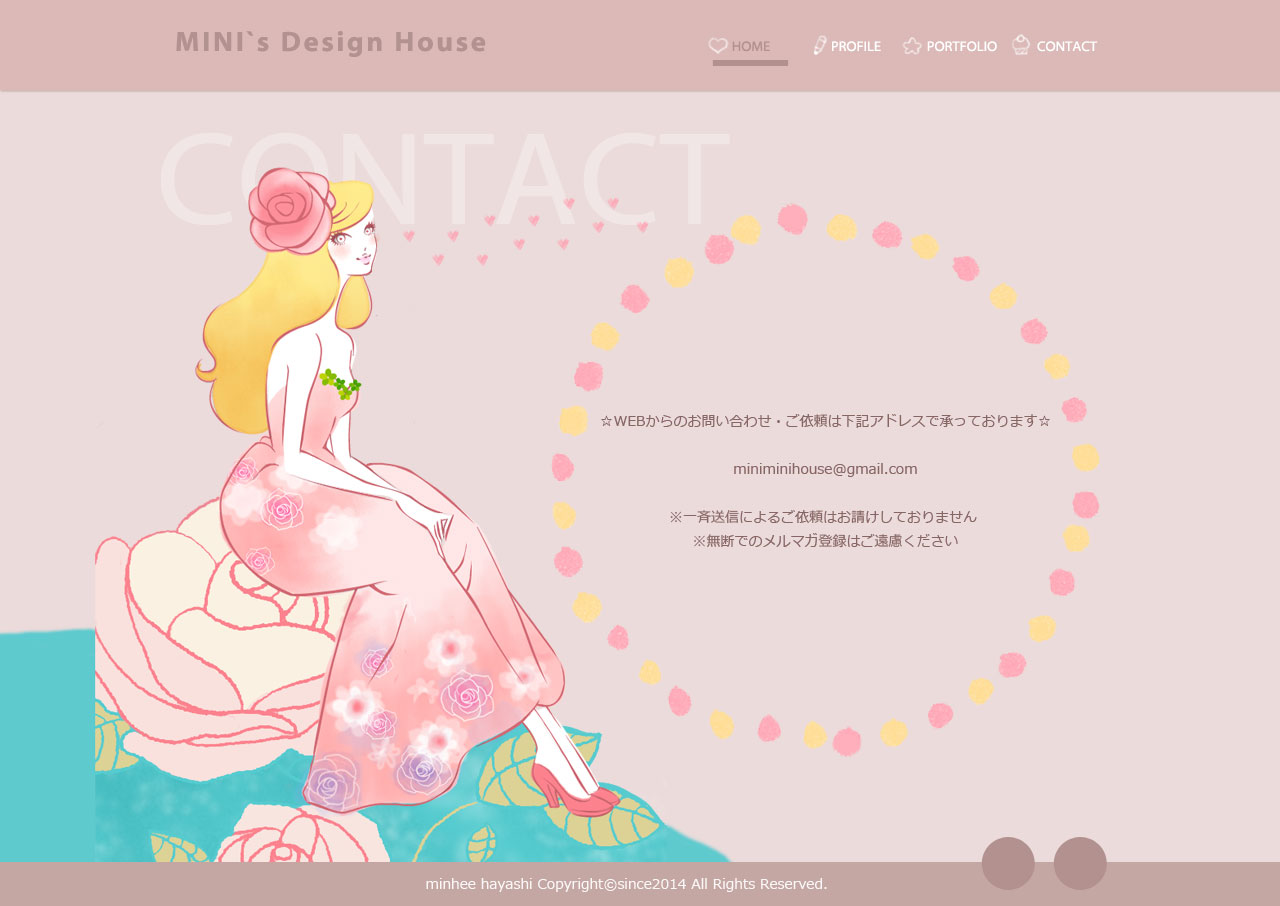 MINI`s Design House
HOME PROFILE PORTFOLIO CONTACT
CONTACT
☆WEBからのお問い合わせ・ご依頼は下記アドレスで承っております☆
miniminihouse@gmail.com
※一斉送信によるご依頼はお請けしておりません
※無断でのメルマガ登録はご遠慮ください
minhee hayashi Copyright©since2014 All Rights Reserved.